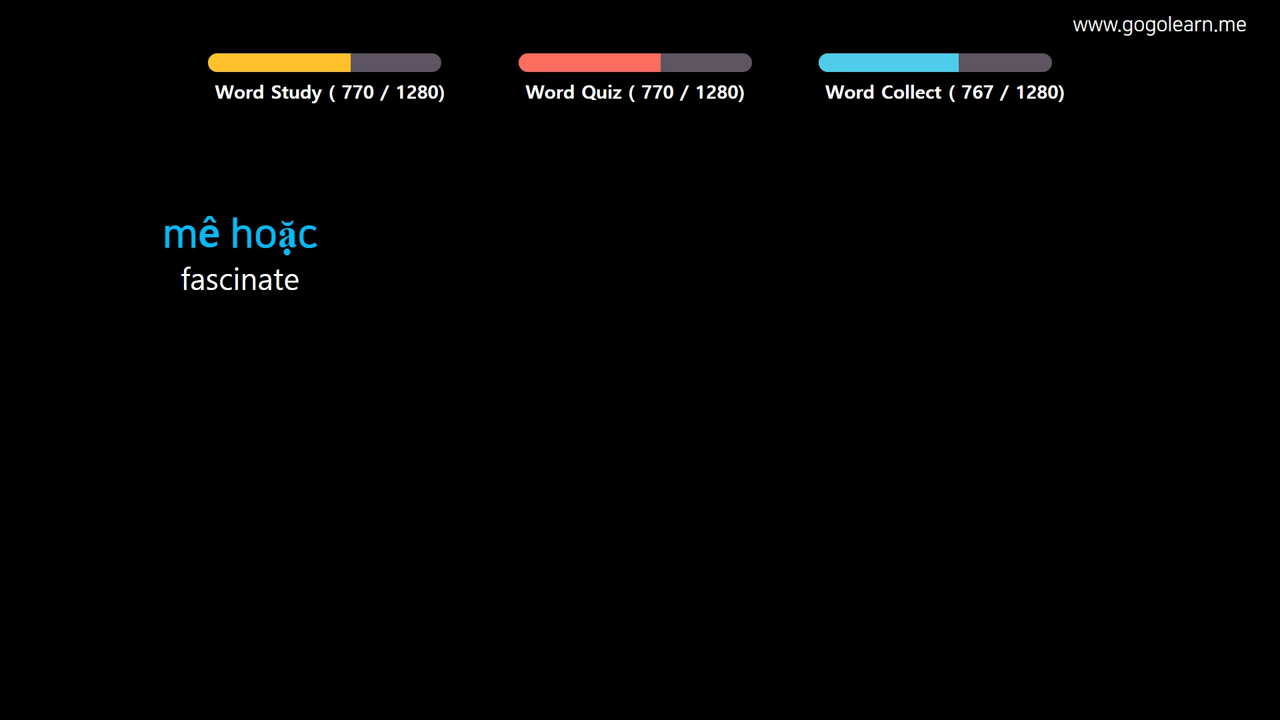 www.gogolearn.me
Word Study ( 770 / 1280)
Word Quiz ( 770 / 1280)
Word Collect ( 767 / 1280)
mê hoặc
fascinate